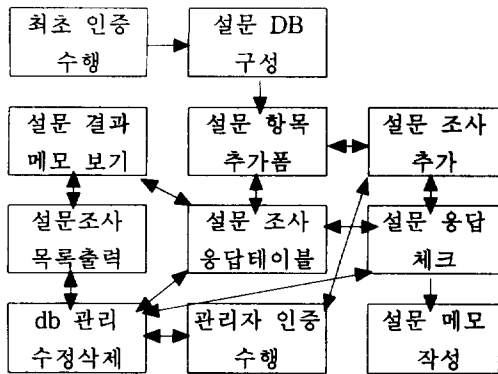 최초 인증
수행
설문 DB
구성
설문 결과
메모 보기
설문 항목
추가폼
설문 조사
추가
설문조사
목록출력
설문 조사
응답테이블
설문 응답
체크
db 관리
수정삭제
관리자 인증
수행
설문 메모
작성